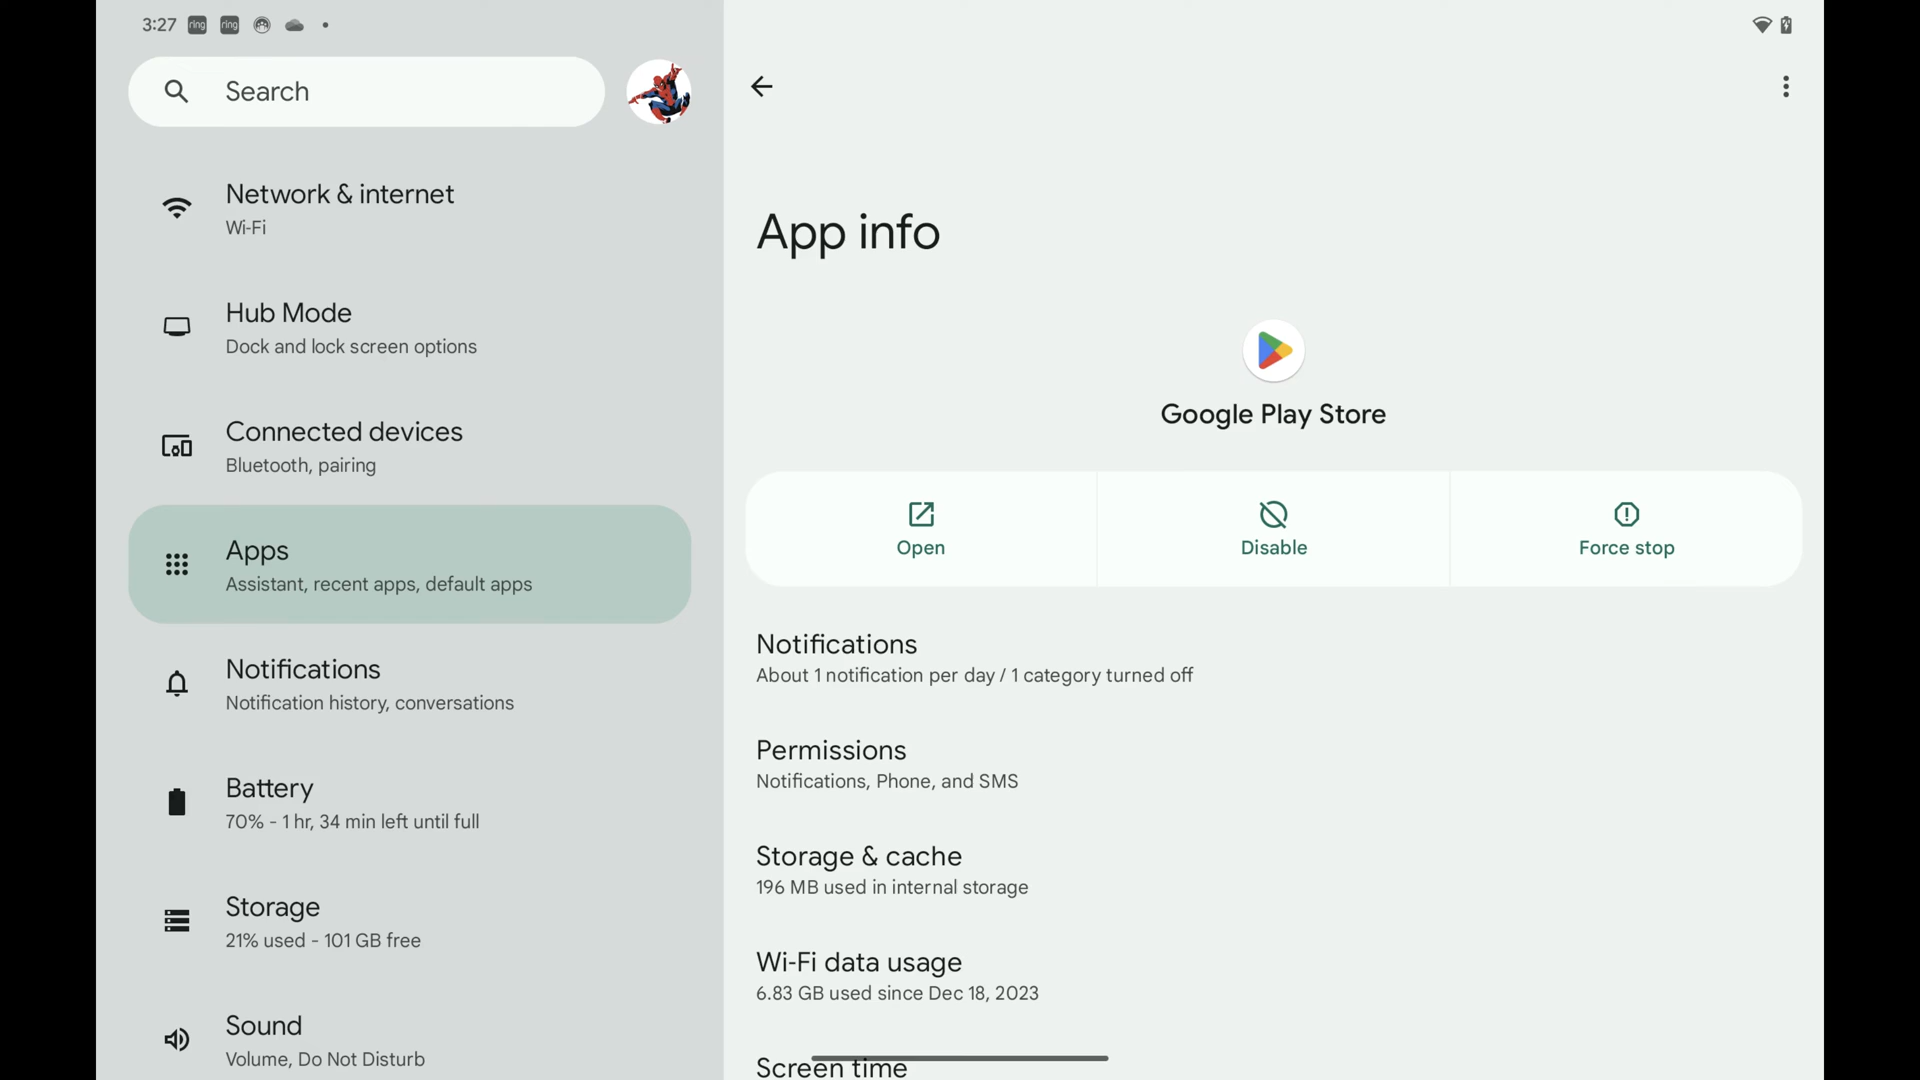 3:27
ring
ring
Search
Network & internet
Wi-Fi
Hub Mode
Dock and lock screen options
Connected devices
Bluetooth, pairing
Apps
Assistant, recent apps, default apps
Notifications
Notification history, conversations
Battery
70% - 1 hr, 34 min left until full
Storage
21% used - 101 GB free
Sound
Volume, Do Not Disturb
App info
Google Play Store
Open
Disable
Force stop
Notifications
About 1 notification per day / 1 category turned off
Permissions
Notifications, Phone, and SMS
Storage & cache
196 MB used in internal storage
Wi-Fi data usage
6.83 GB used since Dec 18, 2023
Screen time